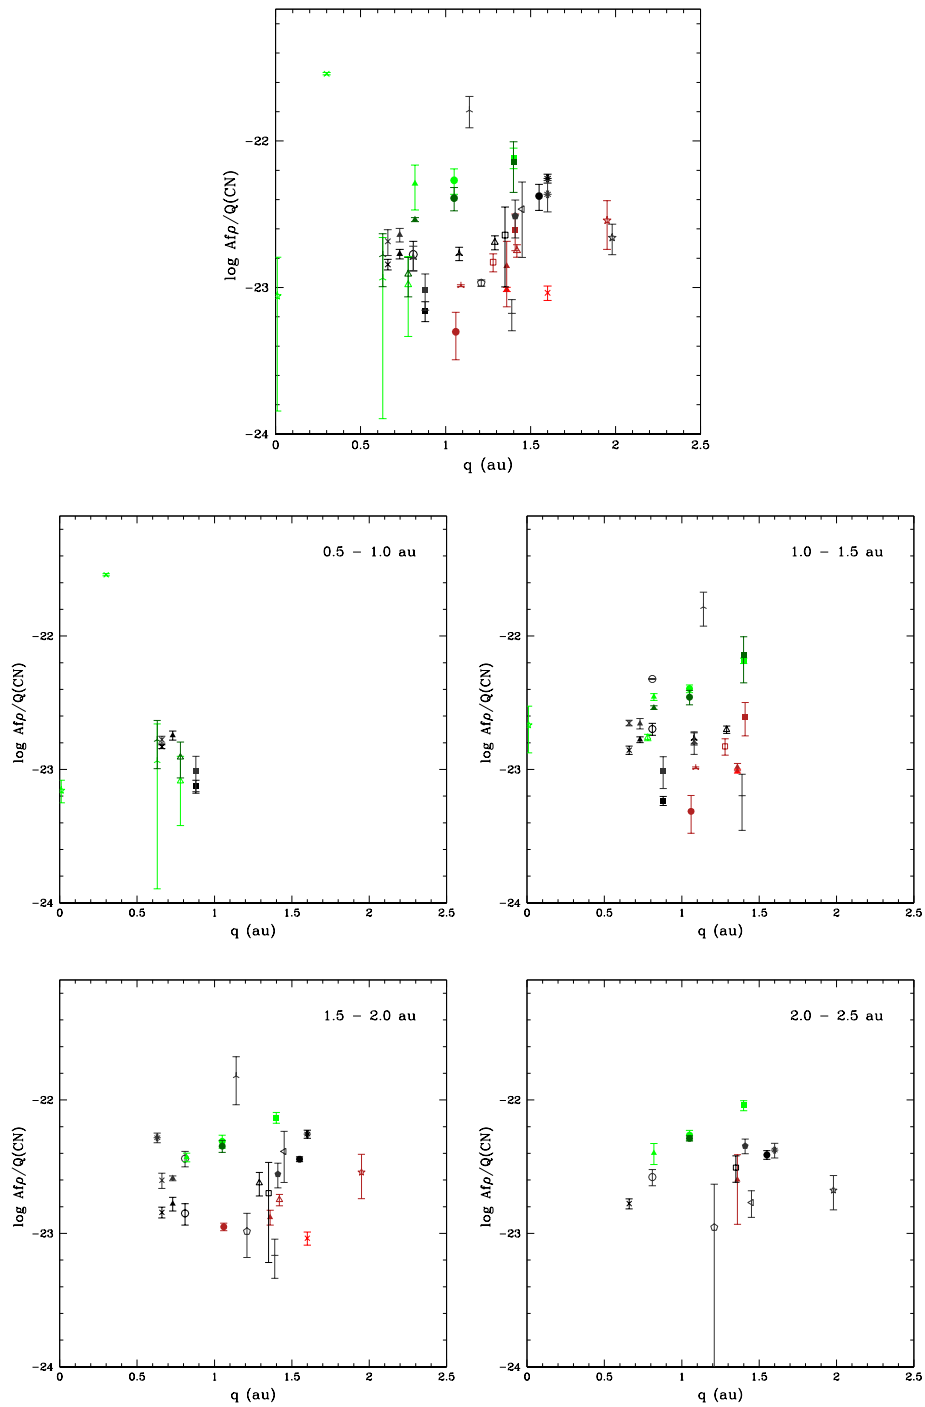 -22
-23
-24
log Afρ/Q(CN)
0 0.5 1 1.5 2 2.5
q (au)
0.5 - 1.0 au
-22
-23
-24
log Afρ/Q(CN)
0 0.5 1 1.5 2 2.5
q (au)
1.0 - 1.5 au
-22
-23
-24
log Afρ/Q(CN)
0 0.5 1 1.5 2 2.5
q (au)
1.5 - 2.0 au
-22
-23
-24
log Afρ/Q(CN)
0 0.5 1 1.5 2 2.5
q (au)
2.0 - 2.5 au
-22
-23
-24
log Afρ/Q(CN)
0 0.5 1 1.5 2 2.5
q (au)